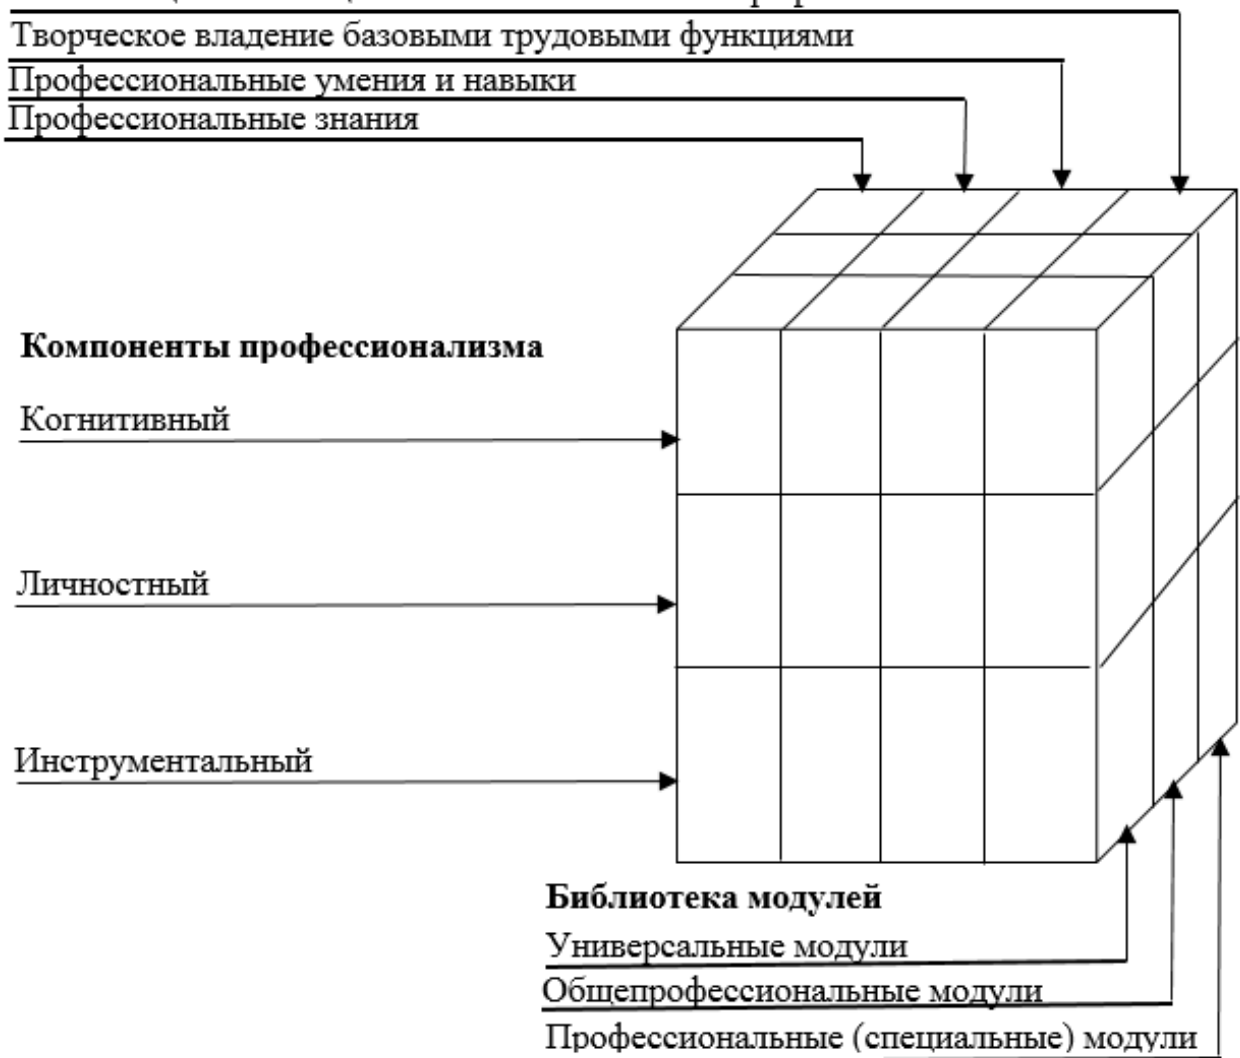 Творческое владение базовыми трудовыми функциями
Профессиональные умения и навыки
Профессиональные знания
Компоненты профессионализма
Когнитивный
Личностный
Инструментальный
Библиотека модулей
Универсальные модули
Общепрофессиональные модули
Профессиональные (специальные) модули